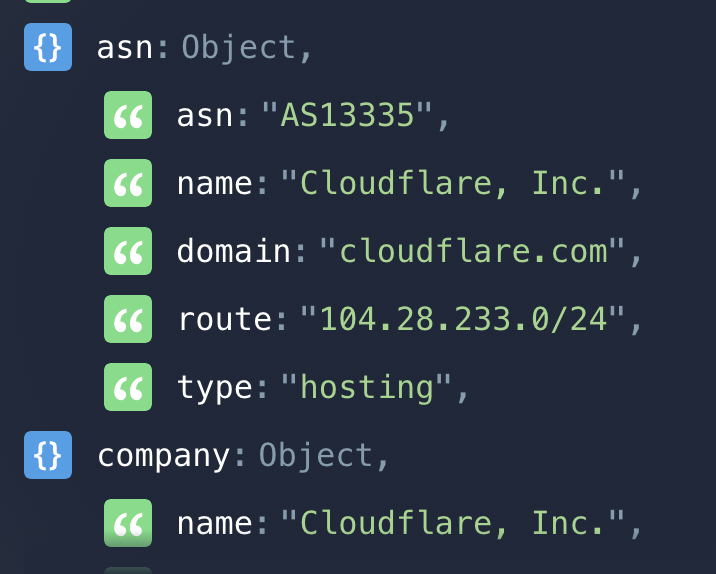 {} asn: Object,
“ asn: "AS13335",
“ name: "Cloudflare, Inc.",
“ domain: "cloudflare.com",
“ route: "104.28.233.0/24",
“ type: "hosting",
{} company: Object,
“ name: "Cloudflare, Inc.",